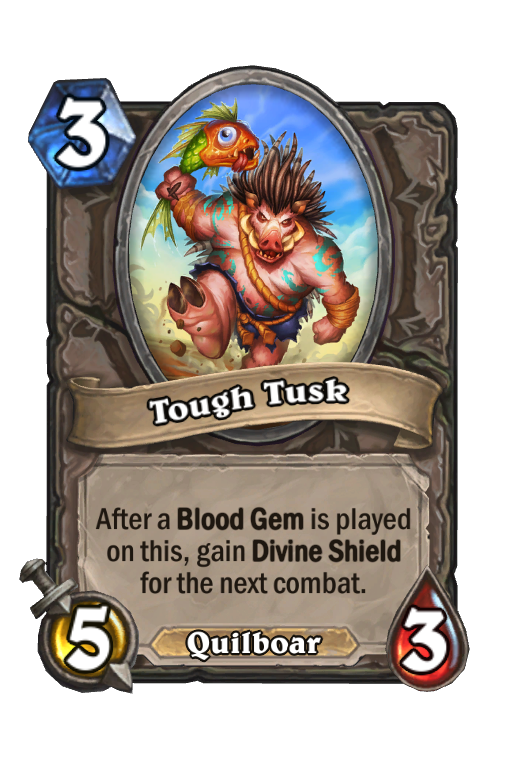 3
Tough Tusk
After a Blood Gem is played
on this, gain Divine Shield
for the next combat.
5
Quilboar
3